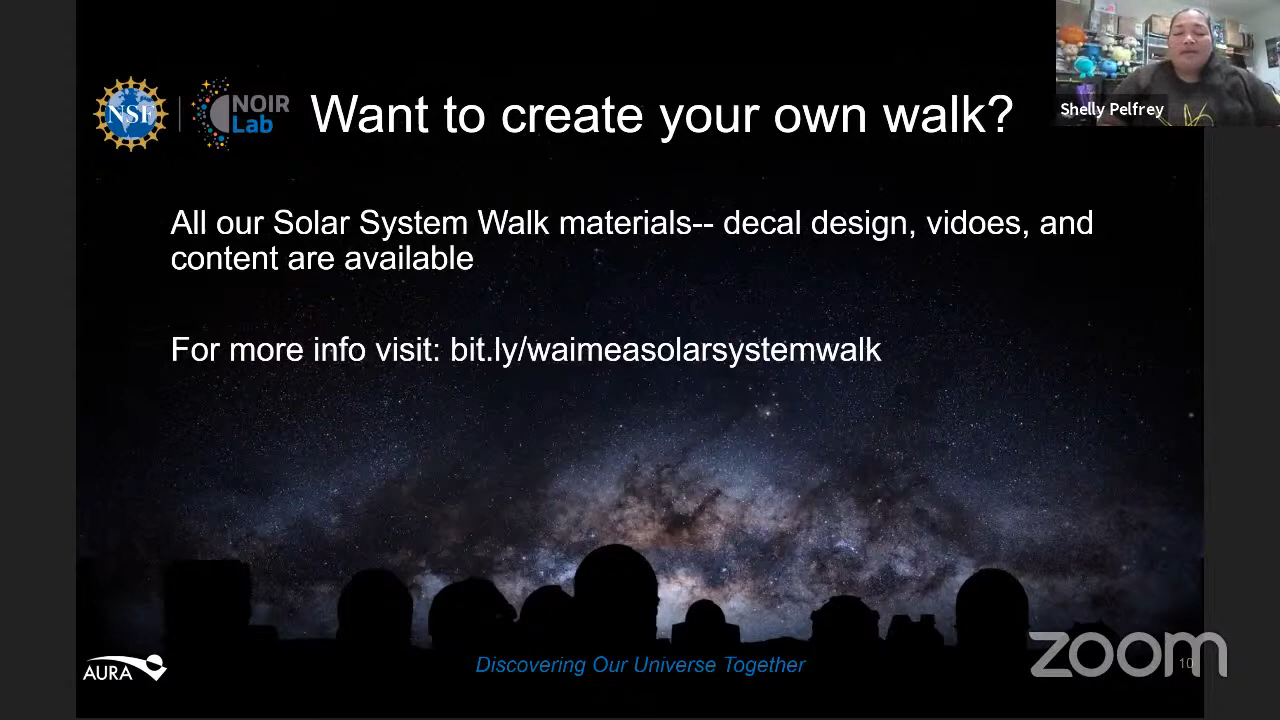 NSF
NOIR
Lab
Want to create your own walk?
Shelly Pelfrey
All our Solar System Walk materials-- decal design, vidoes, and
content are available
For more info visit: bit.ly/waimeasolarsystemwalk
AURA
Discovering Our Universe Together
zoom
10